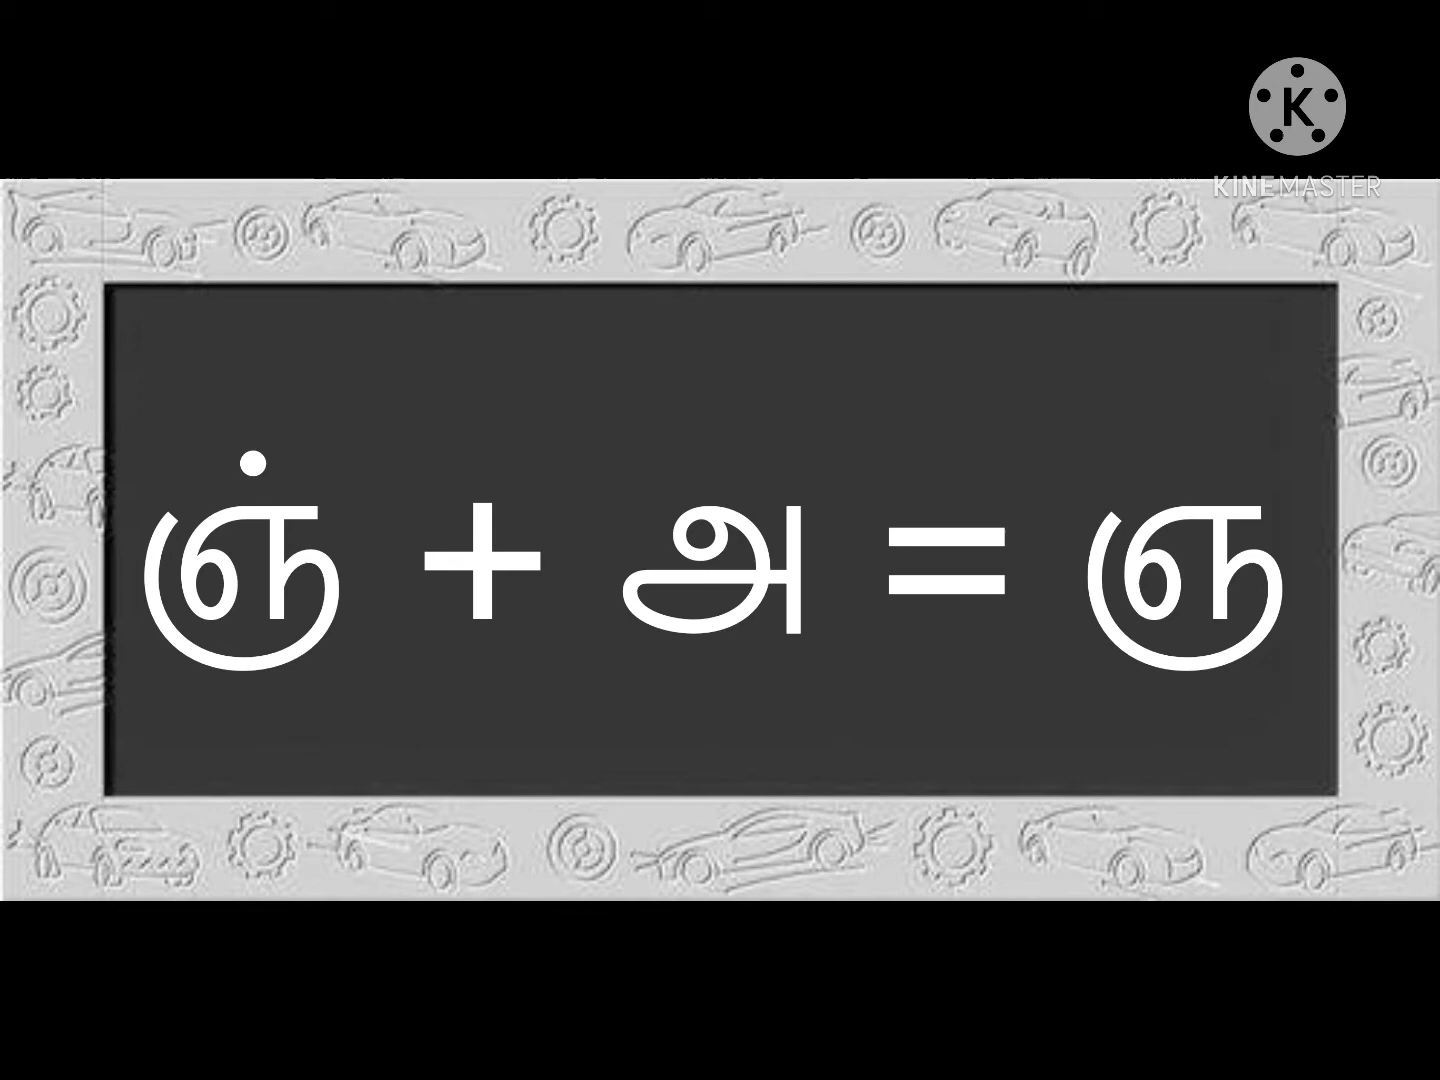 K
KINEMASTER
ஞ் + அ = ஞ